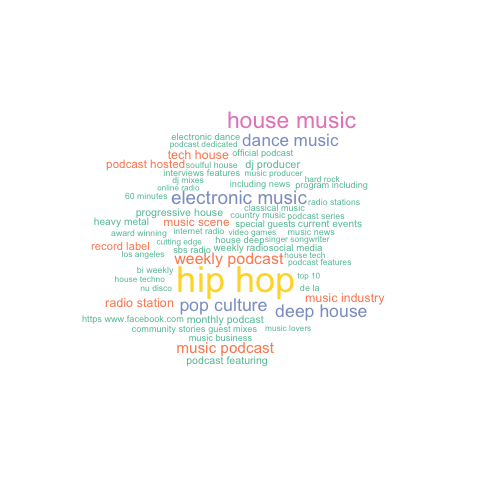 house music
electronic dance dance music
podcast dedicated
tech house official podcast
podcast hosted soulful house dj producer
interviews features music producer
dj mixes including news hard rock
online radio program including
60 minutes electronic music radio stations
classical music
progressive house country music podcast series
heavy metal music scene special guests current events
award winning internet radio video games music news
cutting edge house deep singer songwriter
record label sbs radio weekly radio social media
los angeles weekly podcast house tech
podcast features
bi weekly hip hop top 10
house techno
nu disco de la
radio station pop culture music industry
https www.facebook.com monthly podcast deep house
community stories guest mixes music lovers
music business
music podcast
podcast featuring